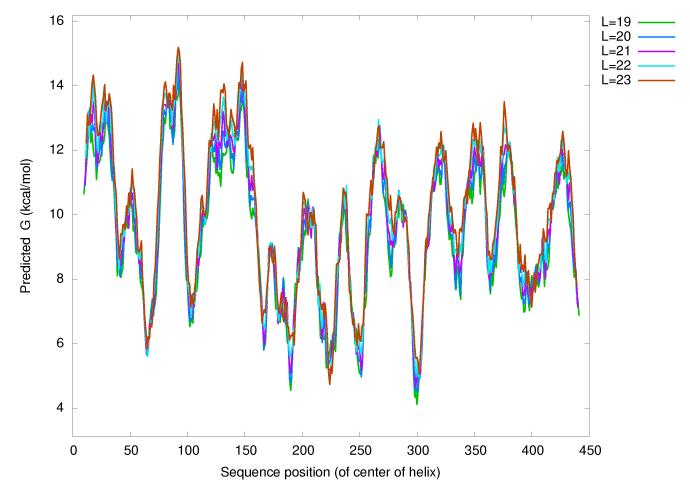 16
14
12
10
8
6
4
0
50
100
150
200
250
300
350
400
450
Predicted G (kcal/mol)
Sequence position (of center of helix)
L=19
L=20
L=21
L=22
L=23